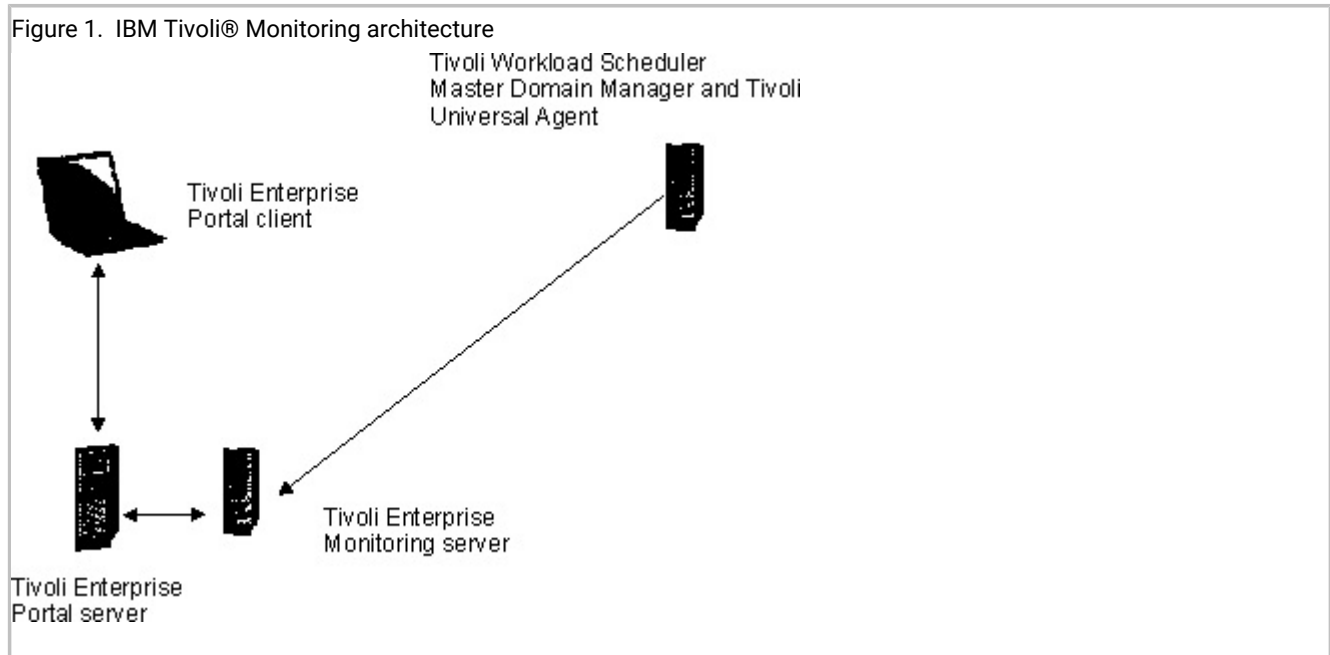 Figure 1. IBM Tivoli® Monitoring architecture
Tivoli Workload Scheduler
Master Domain Manager and Tivoli
Universal Agent
Tivoli Enterprise
Portal client
Tivoli Enterprise
Monitoring server
Tivoli Enterprise
Portal server